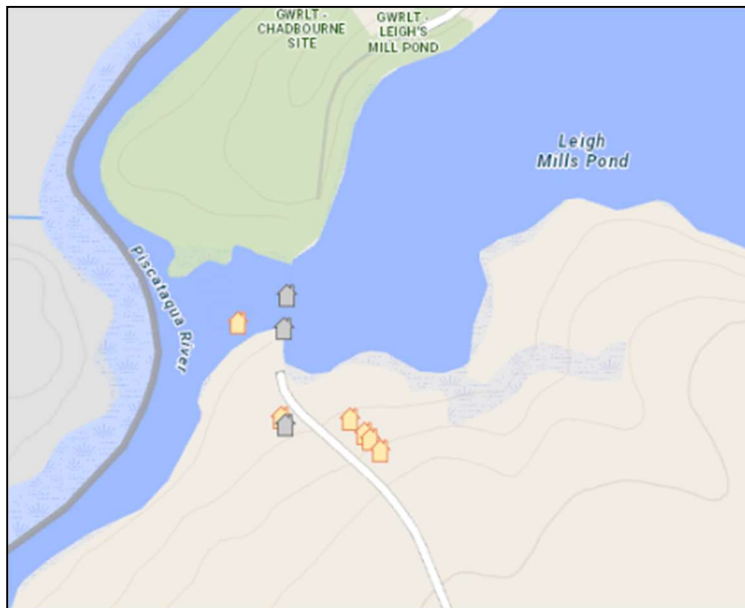 GWRLT -
CHADBOURNE
SITE
GWRLT -
LEIGH'S
MILL POND
Leigh
Mills Pond
Piscataqua River